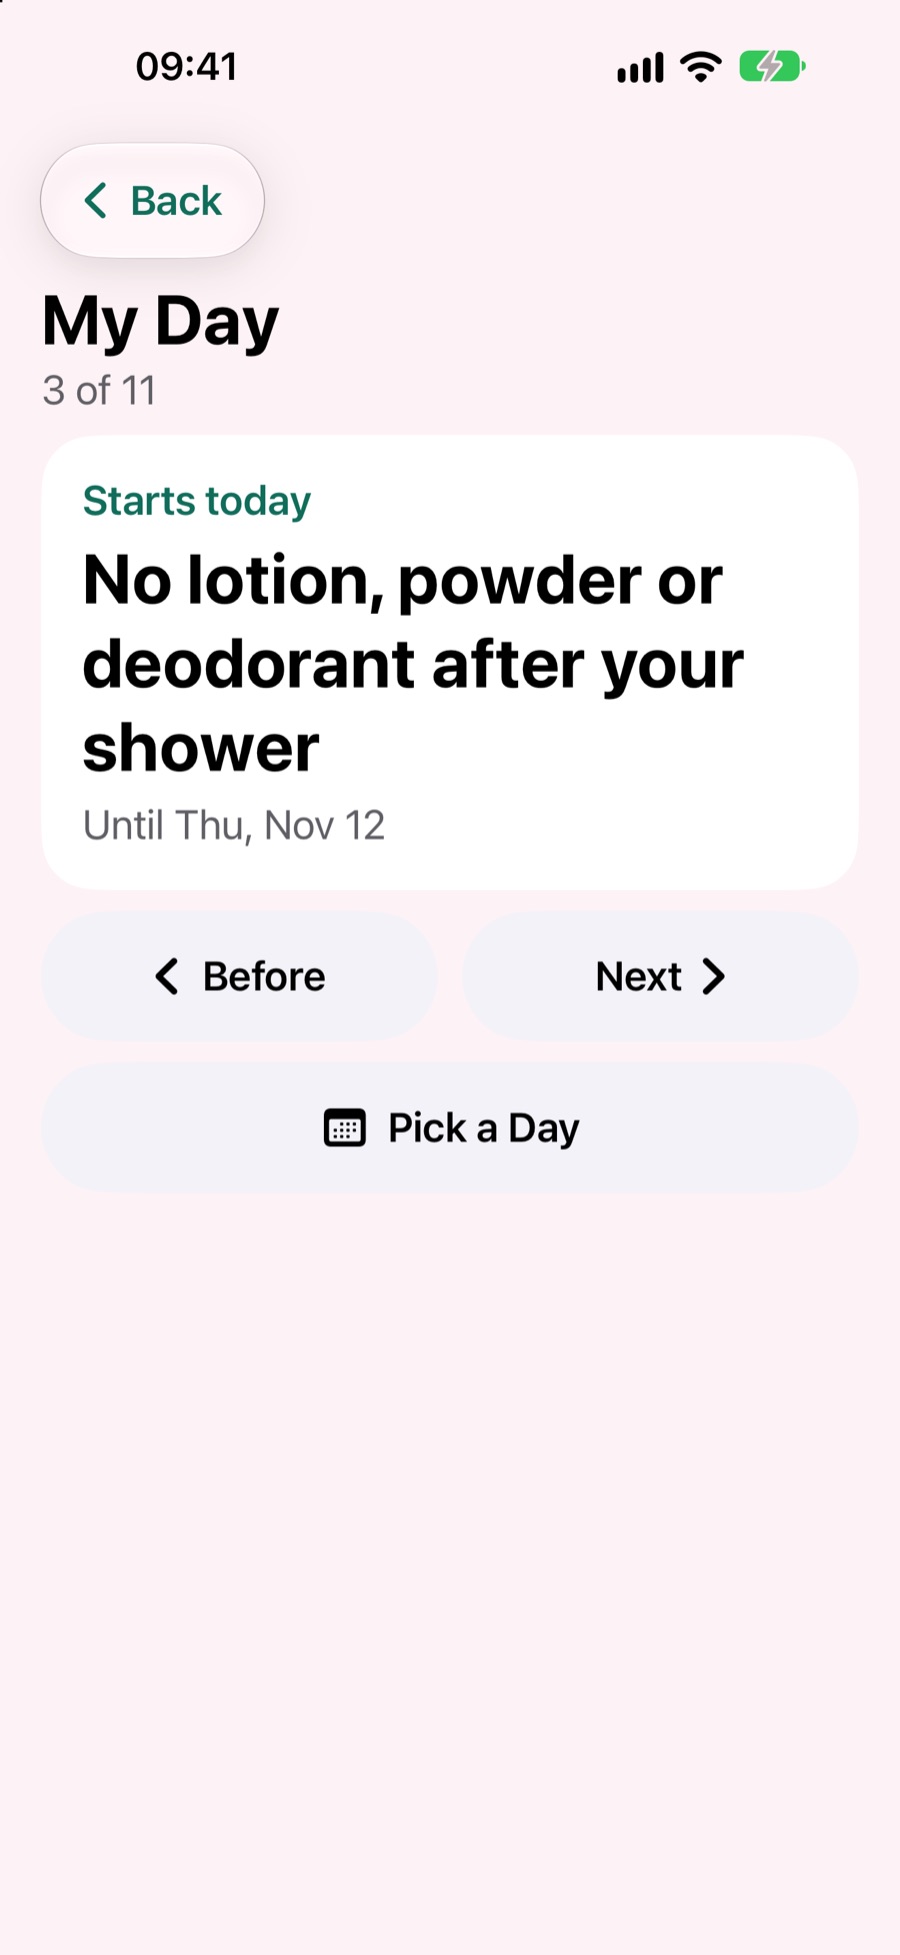 09:41
Back
My Day
3 of 11
Starts today
No lotion, powder or
deodorant after your
shower
Until Thu, Nov 12
Before
Next
Pick a Day